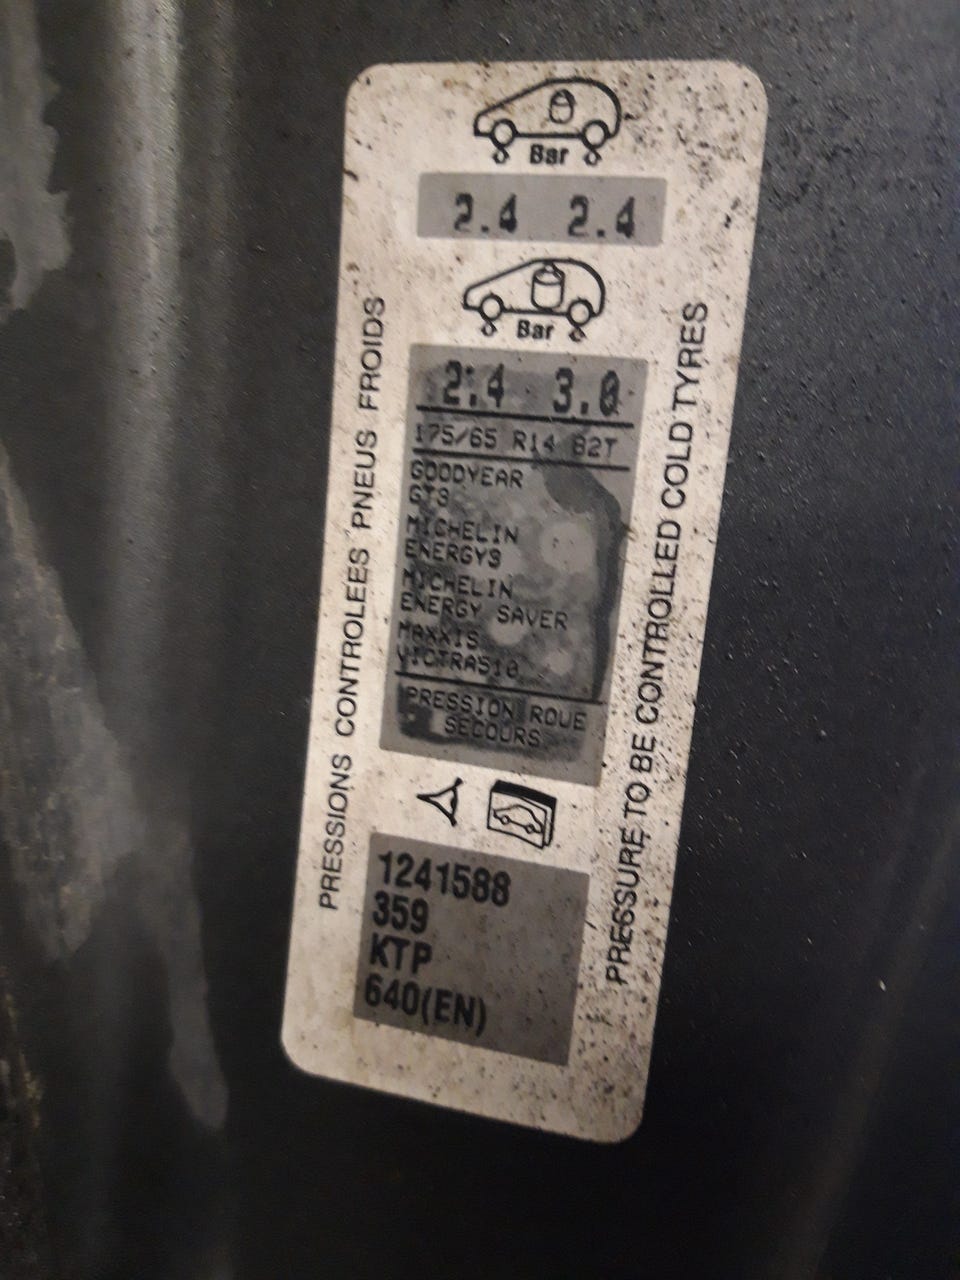 Bar
2.4 2.4
Bar
2.4 3.0
175/65 R14 82T
GOODYEAR
GT3
MICHELIN
ENERGY3
MICHELIN
ENERGY SAVER
MAXXIS
VICTRA510
PRESSION ROUE
SECOURS
1241588
359
KTP
640(EN)
PRESSIONS CONTROLEES PNEUS FROIDS
PRESSURE TO BE CONTROLLED COLD TYRES